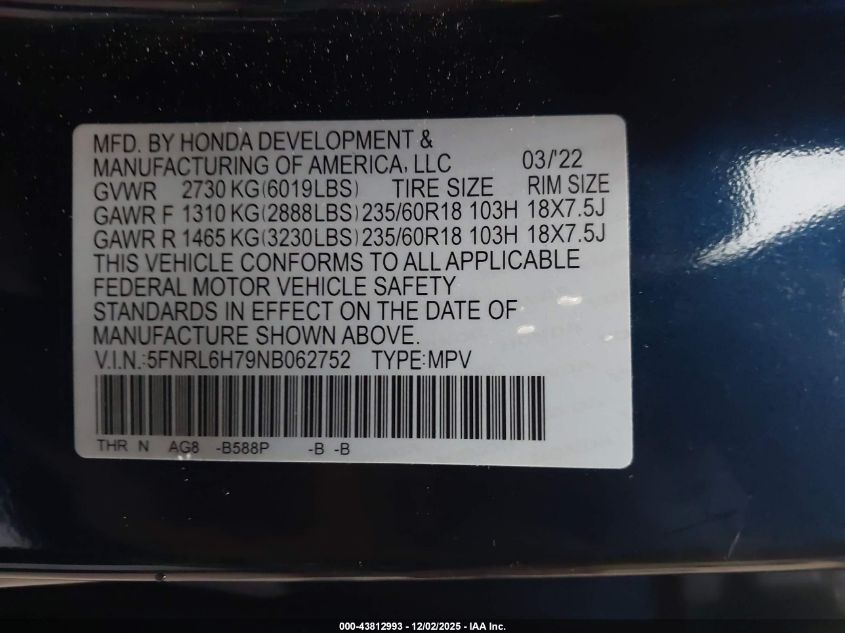 MFD. BY HONDA DEVELOPMENT &
MANUFACTURING OF AMERICA, LLC 03/'22
GVWR 2730 KG(6019LBS) TIRE SIZE RIM SIZE
GAWR F 1310 KG(2888LBS) 235/60R18 103H 18X7.5J
GAWR R 1465 KG(3230LBS) 235/60R18 103H 18X7.5J
THIS VEHICLE CONFORMS TO ALL APPLICABLE
FEDERAL MOTOR VEHICLE SAFETY
STANDARDS IN EFFECT ON THE DATE OF
MANUFACTURE SHOWN ABOVE.
V.I.N.:5FNRL6H79NB062752 TYPE:MPV
THR N AG8 -B588P -B -B
000-43812993 - 12/02/2025 - IAA Inc.